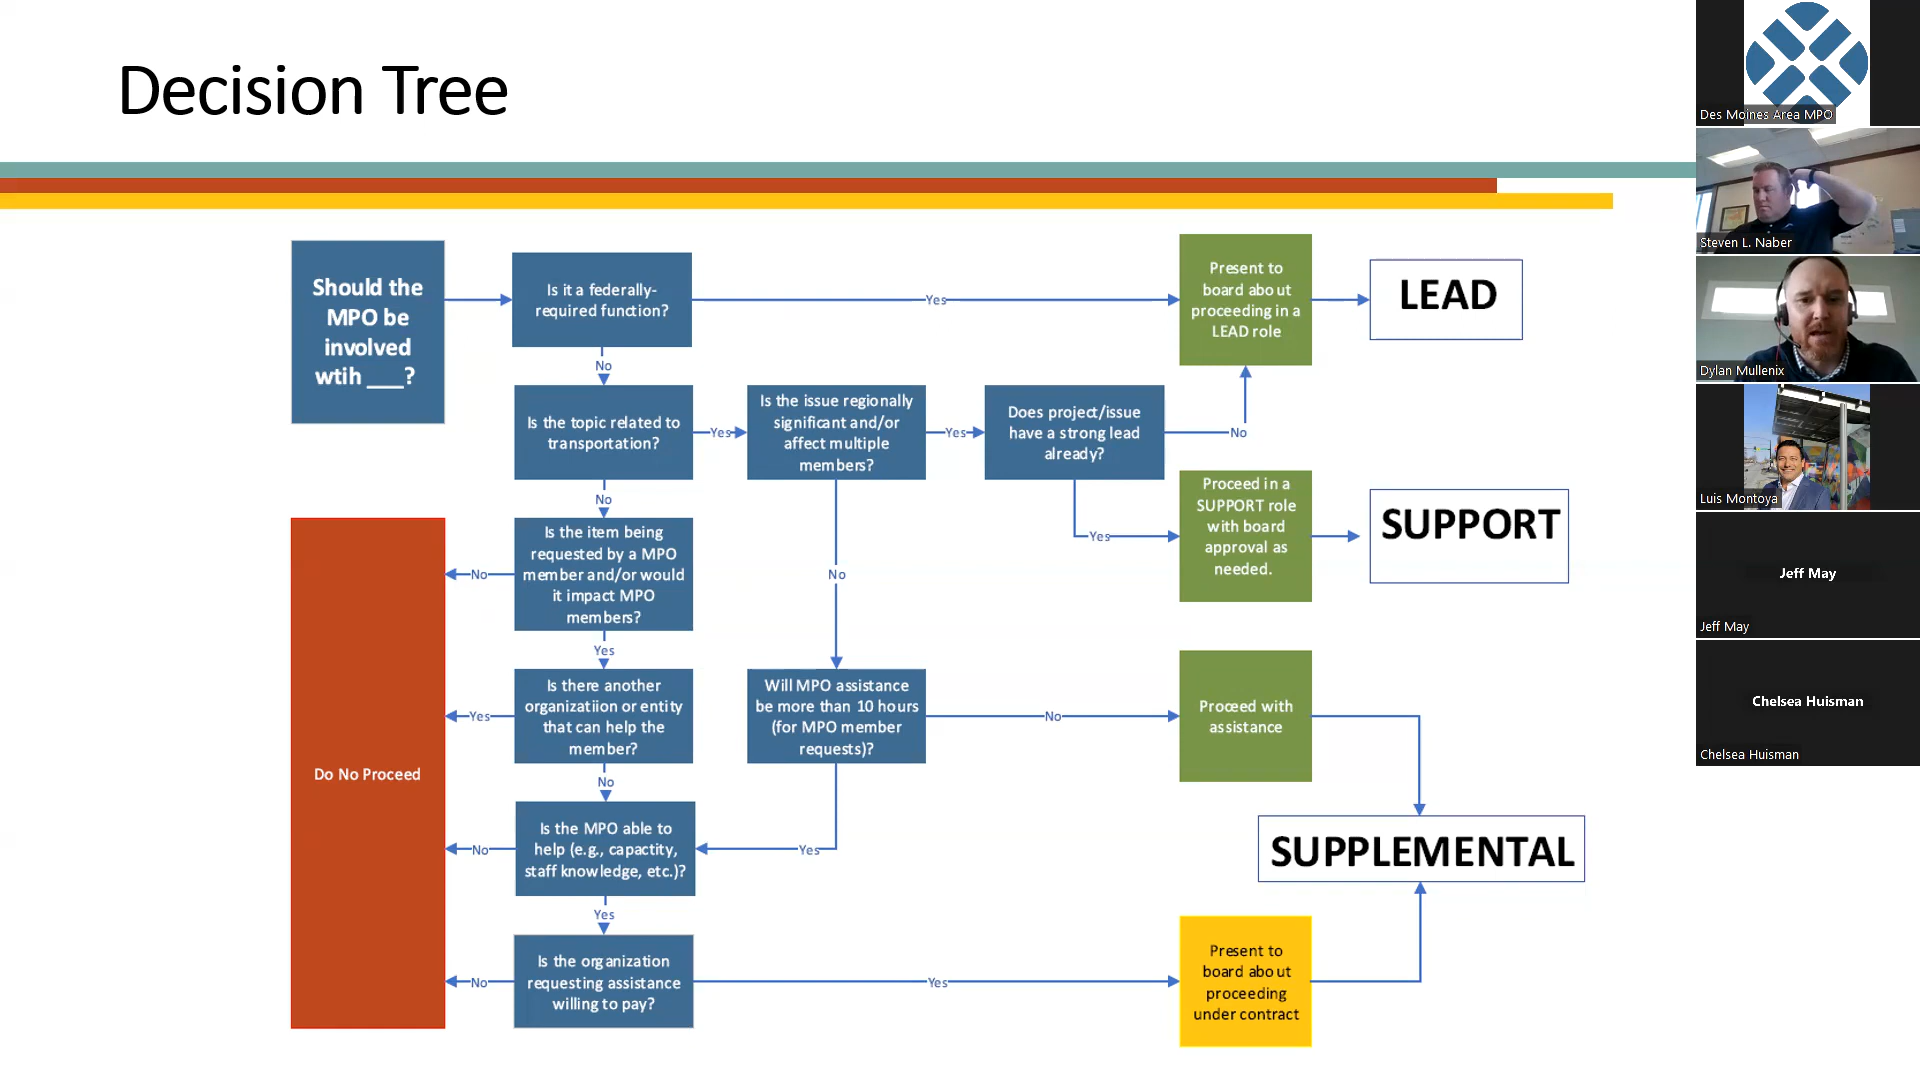 Decision Tree
Should the
MPO be
involved
wtih ___?
Is it a federally-
required function?
Yes
Present to
board about
proceeding in a
LEAD role
LEAD
No
Is the topic related to
transportation?
Yes
Is the issue regionally
significant and/or
affect multiple
members?
Yes
Does project/issue
have a strong lead
already?
No
Yes
Proceed in a
SUPPORT role
with board
approval as
needed.
SUPPORT
No
Is the item being
requested by a MPO
member and/or would
it impact MPO
members?
No
No
Yes
Is there another
organizatiion or entity
that can help the
member?
Yes
Will MPO assistance
be more than 10 hours
(for MPO member
requests)?
No
Proceed with
assistance
Do No Proceed
No
Is the MPO able to
help (e.g., capactity,
staff knowledge, etc.)?
No
Yes
SUPPLEMENTAL
Yes
Is the organization
requesting assistance
willing to pay?
No
Yes
Present to
board about
proceeding
under contract
Des Moines Area MPO
Steven L. Naber
Dylan Mullenix
Luis Montoya
Jeff May
Jeff May
Chelsea Huisman
Chelsea Huisman